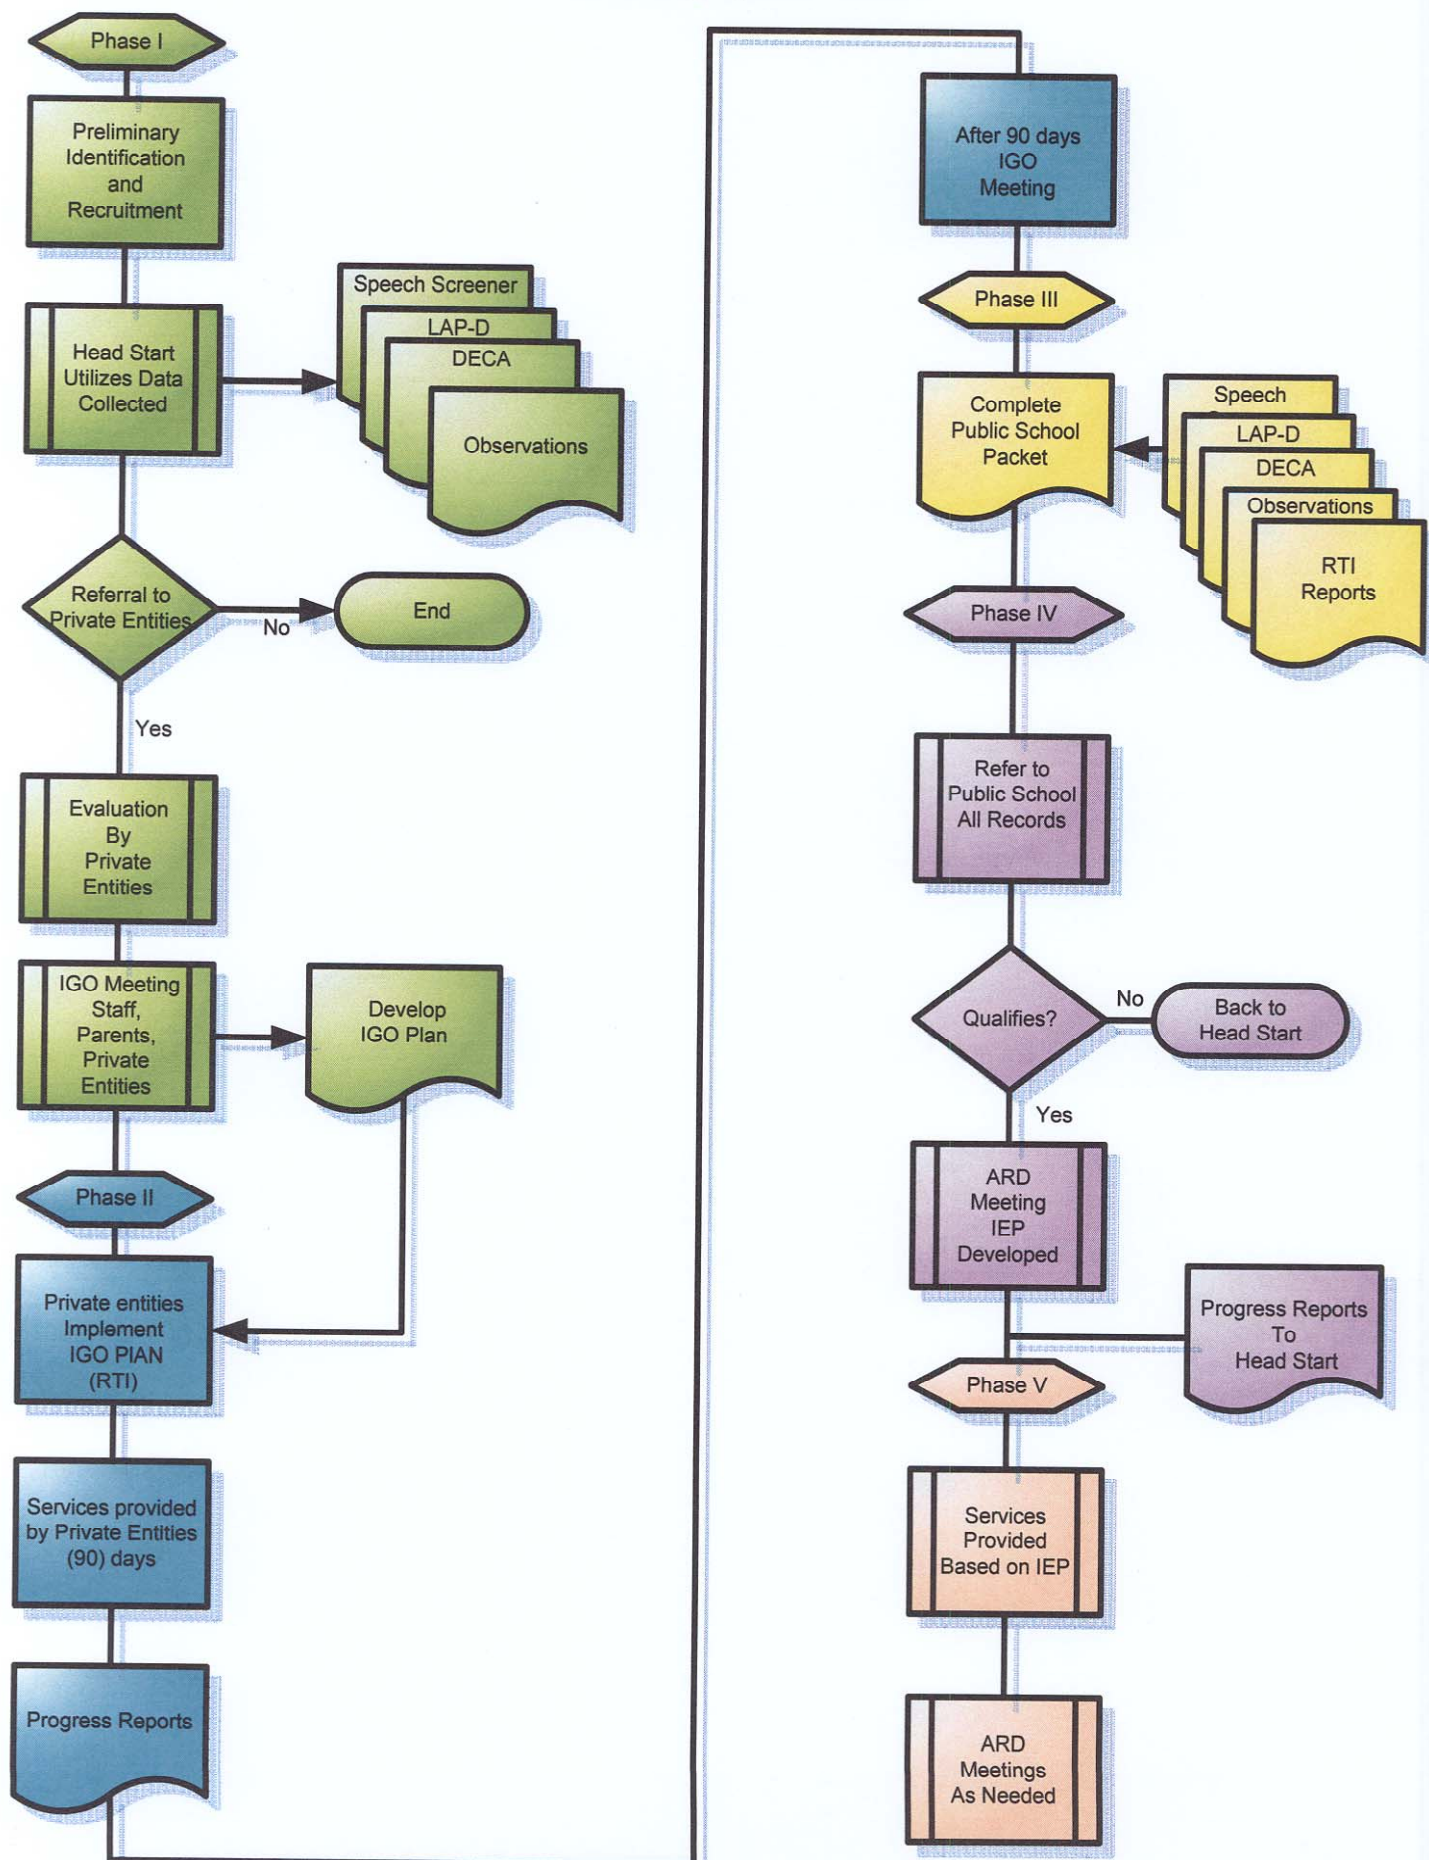 Phase I
Preliminary
Identification
and
Recruitment
Head Start
Utilizes Data
Collected
Speech Screener
LAP-D
DECA
Observations
Referral to
Private Entities
No
End
Yes
Evaluation
By
Private
Entities
IGO Meeting
Staff,
Parents,
Private
Entities
Develop
IGO Plan
Phase II
Private entities
Implement
IGO PlAN
(RTI)
Services provided
by Private Entities
(90) days
Progress Reports
After 90 days
IGO
Meeting
Phase III
Complete
Public School
Packet
Speech
LAP-D
DECA
Observations
RTI
Reports
Phase IV
Refer to
Public School
All Records
Qualifies?
No
Back to
Head Start
Yes
ARD
Meeting
IEP
Developed
Progress Reports
To
Head Start
Phase V
Services
Provided
Based on IEP
ARD
Meetings
As Needed